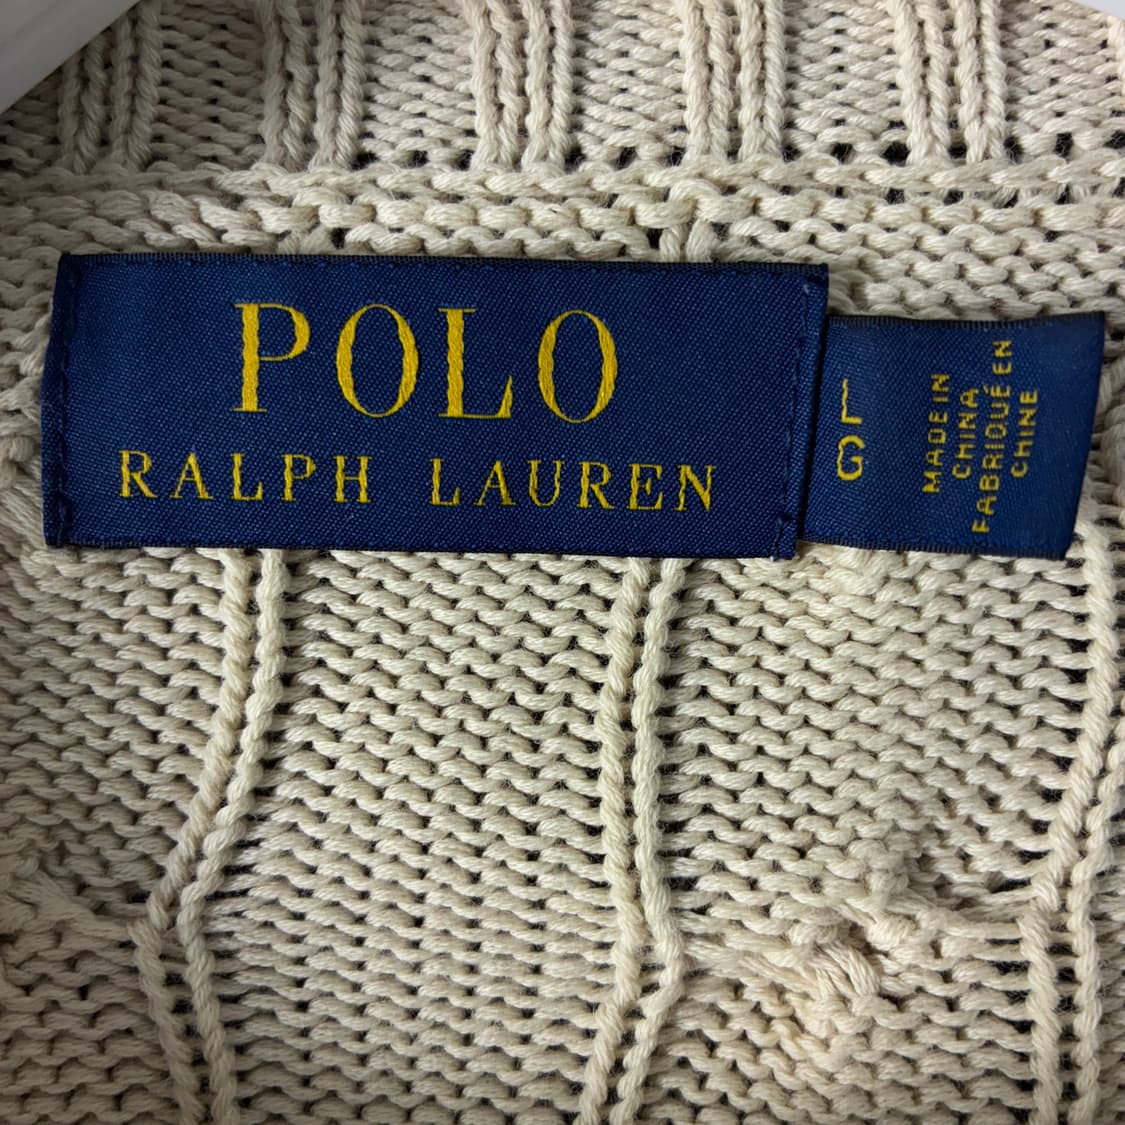 POLO
RALPH LAUREN
L G
MADE IN
CHINA
FABRIQUÉ EN
CHINE